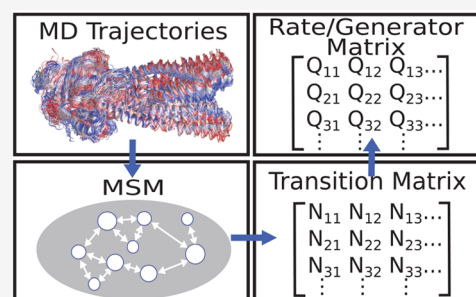 MD Trajectories
Rate/Generator
Matrix
Q11 Q12 Q13...
Q21 Q22 Q23...
Q31 Q32 Q33...
MSM
Transition Matrix
N11 N12 N13...
N21 N22 N23...
N31 N32 N33...